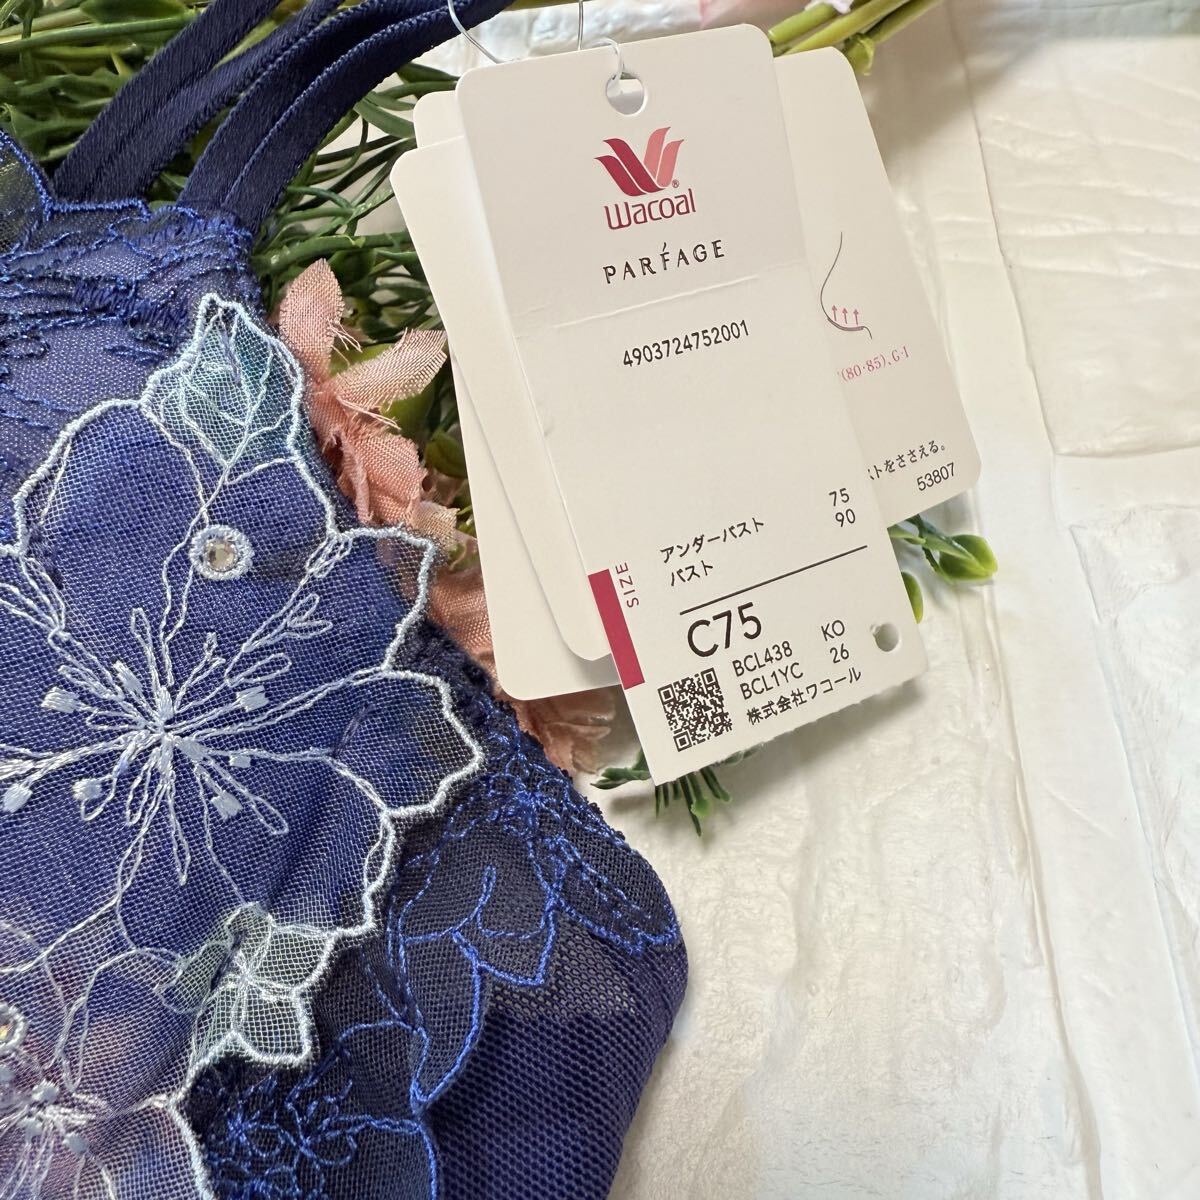 Wacoal®
PARFAGE
4903724752001
アンダーバスト 75
バスト 90
SIZE
C75
BCL438 KO
BCL1YC 26
株式会社ワコール
(80·85)、G·I
ストをささえる。
53807